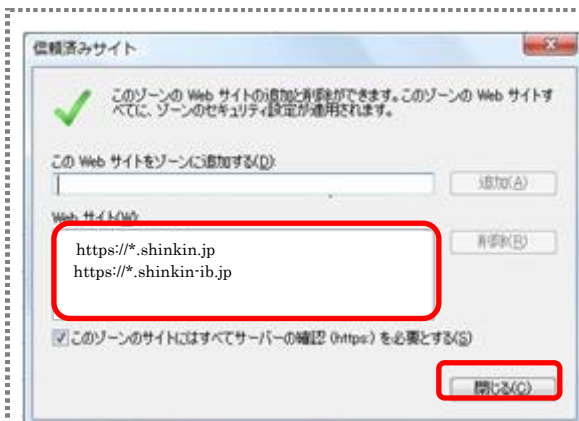 信頼済みサイト
このゾーンの Web サイトの追加と削除ができます。このゾーンの Web サイトす
べてに、ゾーンのセキュリティ設定が適用されます。
この Web サイトをゾーンに追加する(D):
追加(A)
Web サイト(W):
https://*.shinkin.jp
https://*.shinkin-ib.jp
削除(R)
このゾーンのサイトにはすべてサーバーの確認 (https:) を必要とする(S)
閉じる(C)